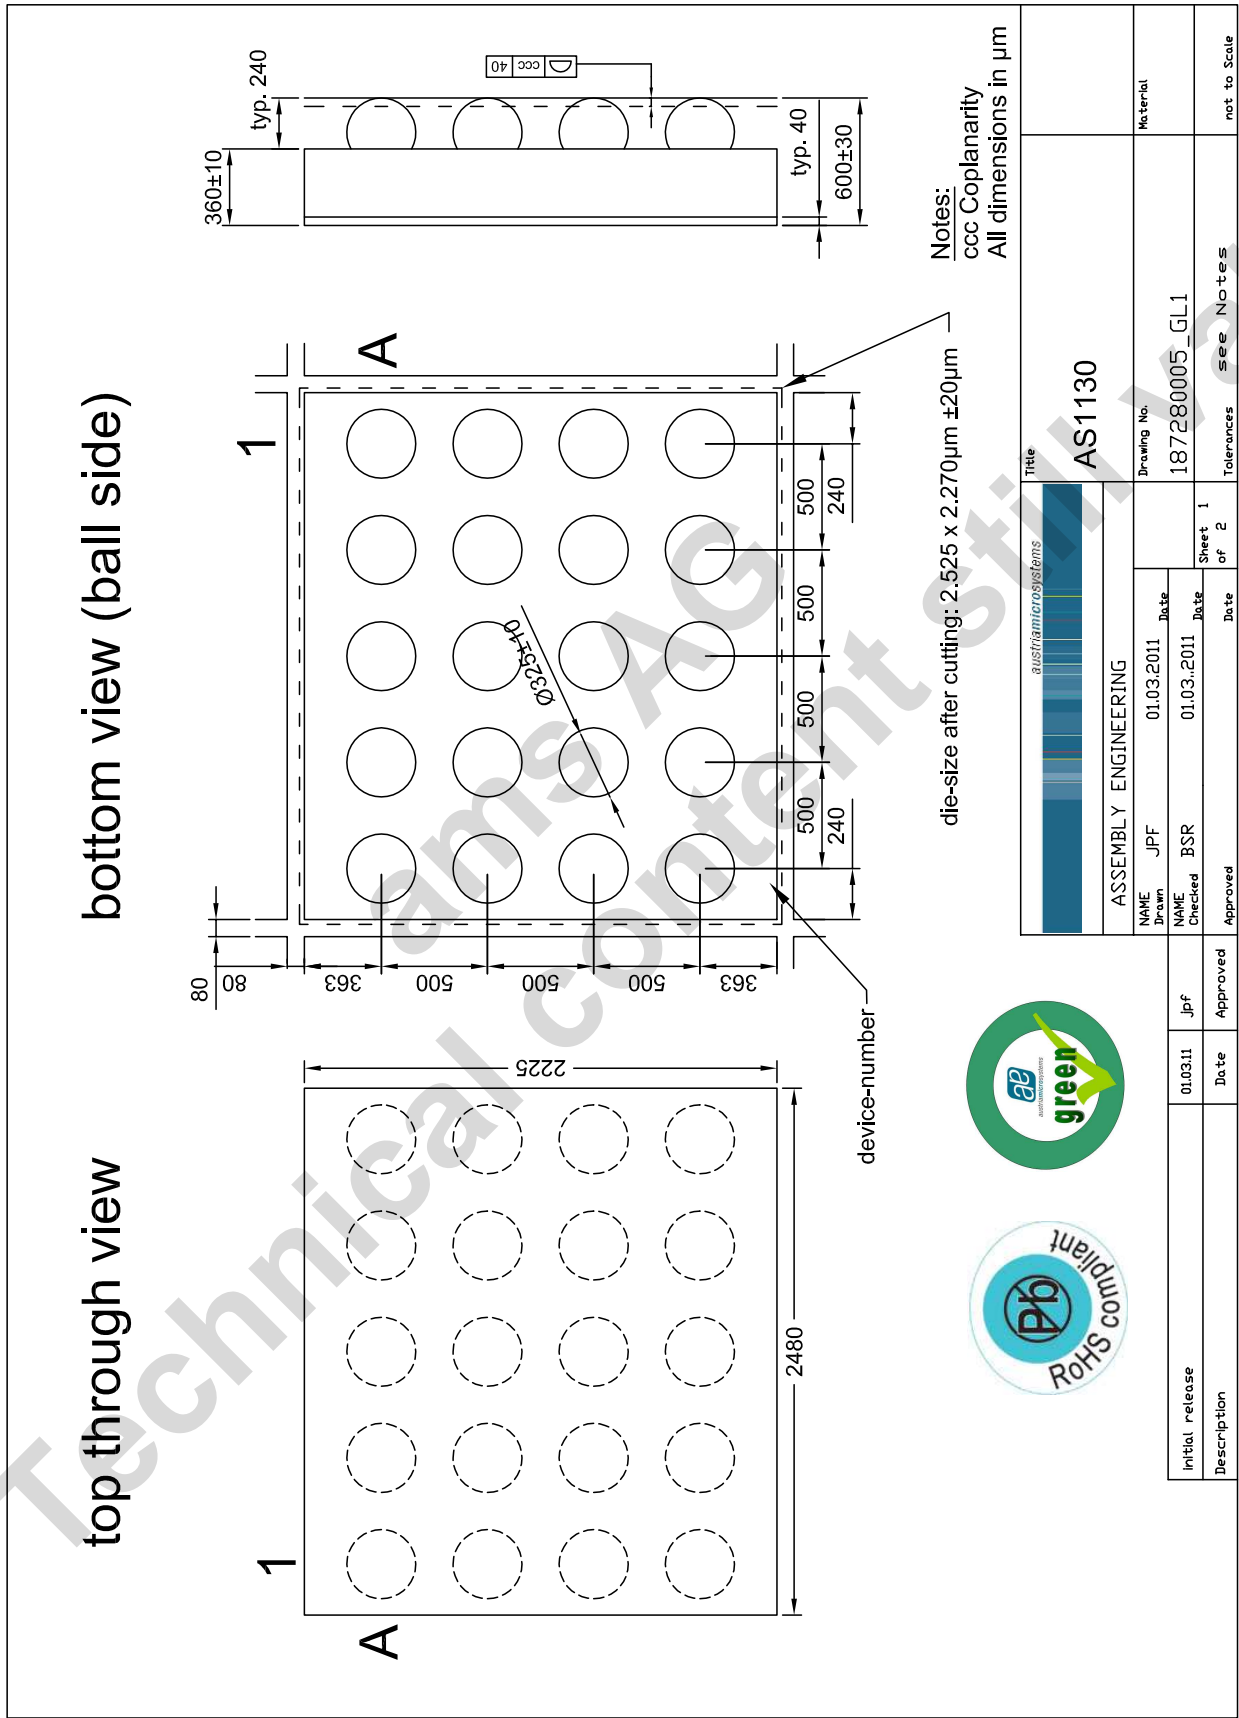 top through view
bottom view (ball side)
1
A
2225
2480
1
A
80
80
363
500
500
500
363
Ø325±10
500
500
500
500
240
240
device-number
die-size after cutting: 2.525 x 2.270µm ±20µm
360±10
typ. 240
ccc 40
typ. 40
600±30
Notes:
ccc Coplanarity
All dimensions in µm
RoHS compliant
Pb
austriamicrosystems
green
initial release 01.03.11 jpf
Description Date Approved
austriamicrosystems
ASSEMBLY ENGINEERING
NAME
Drawn JPF 01.03.2011 Date
NAME
Checked BSR 01.03..2011 Date
Approved Date
Sheet 1
of 2
Title
AS1130
Drawing No.
187280005_GL1
Tolerances see Notes
Material
not to Scale
ams AG
Technical content still va